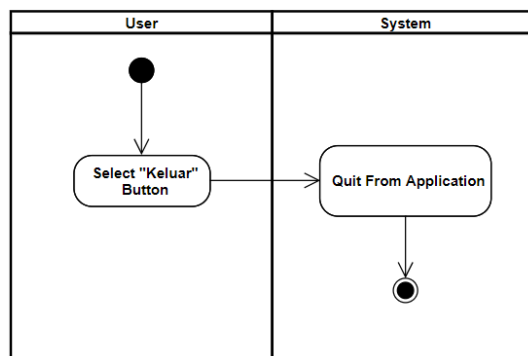 User
System
Select "Keluar"
Button
Quit From Application